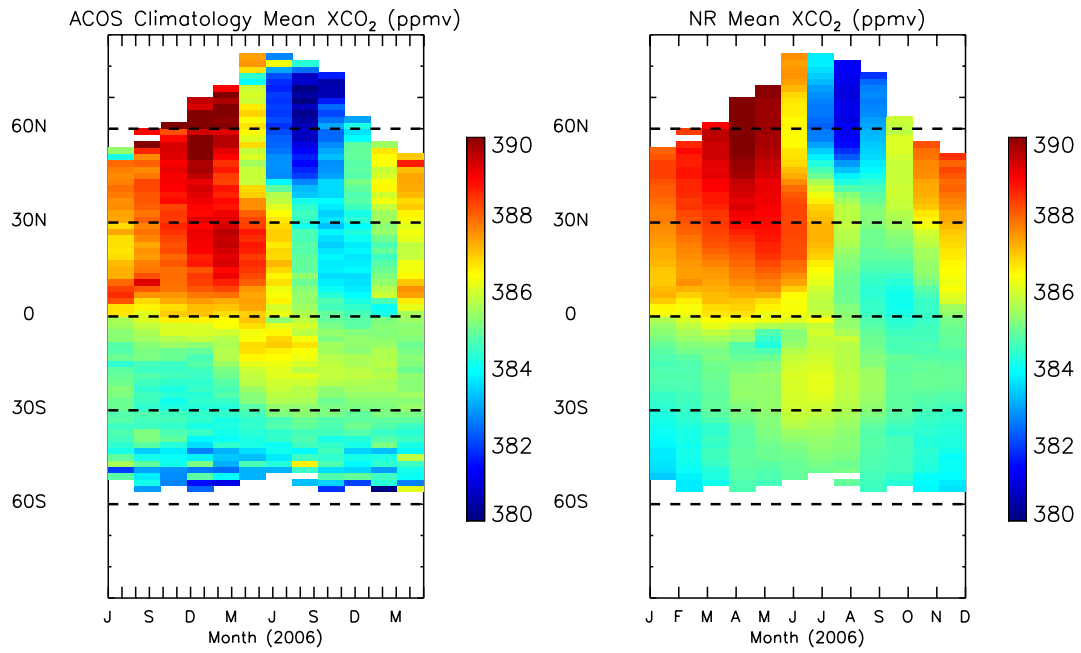 ACOS Climatology Mean XCO₂ (ppmv)
60N
30N
0
30S
60S
J S D M J S D M
Month (2006)
390
388
386
384
382
380
NR Mean XCO₂ (ppmv)
60N
30N
0
30S
60S
J F M A M J J A S O N D
Month (2006)
390
388
386
384
382
380